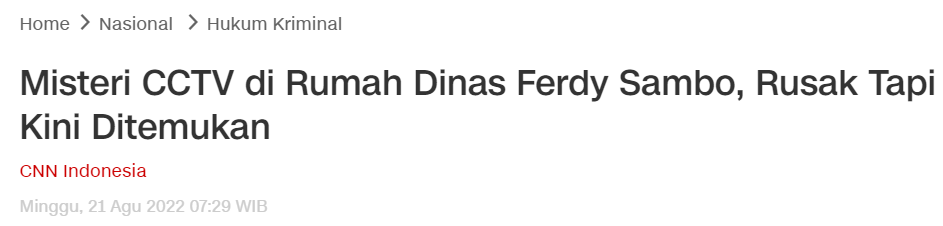 Home > Nasional > Hukum Kriminal
Misteri CCTV di Rumah Dinas Ferdy Sambo, Rusak Tapi
Kini Ditemukan
CNN Indonesia
Minggu, 21 Agu 2022 07:29 WIB